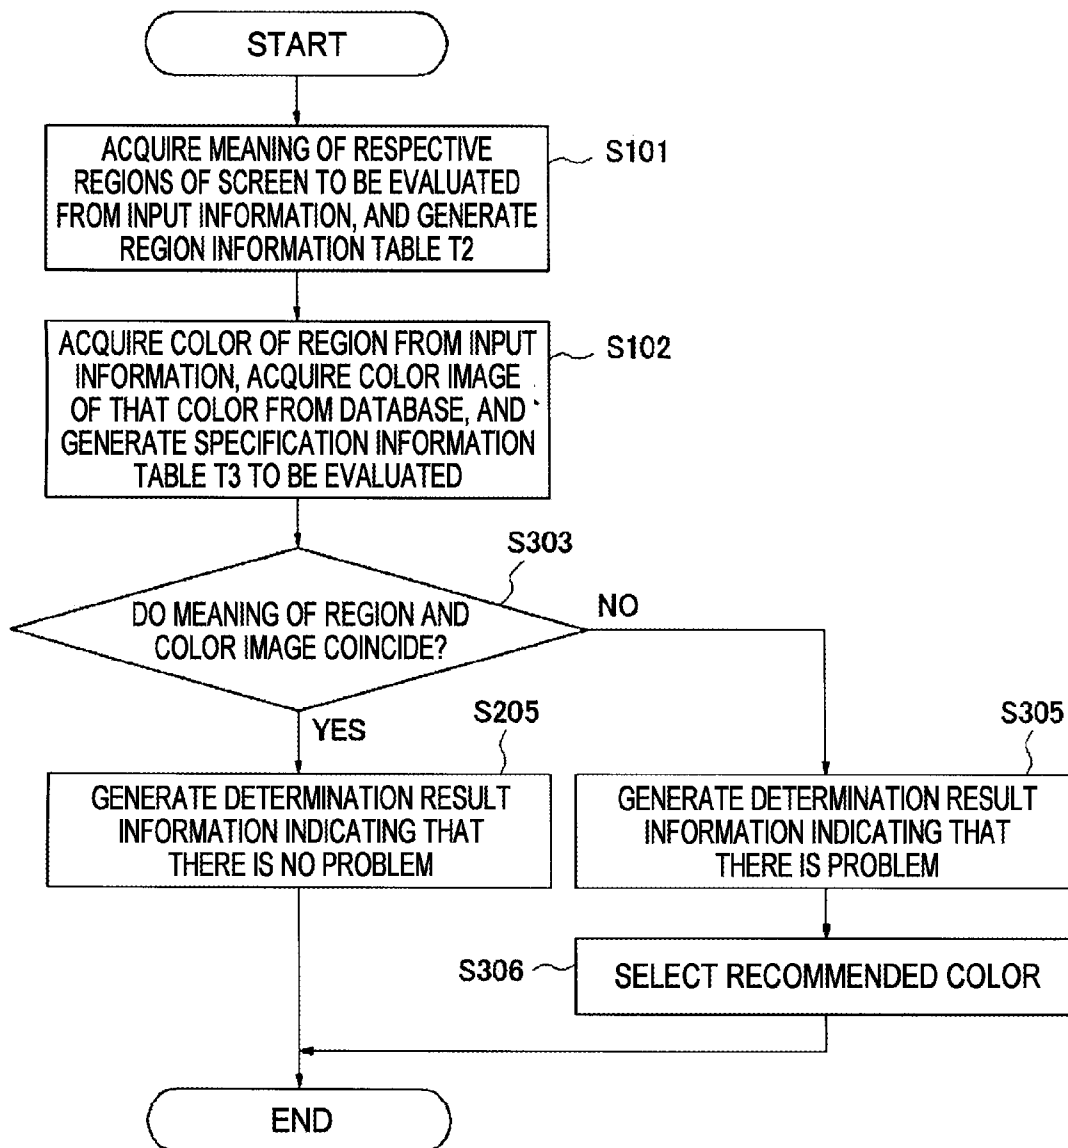 START
ACQUIRE MEANING OF RESPECTIVE
REGIONS OF SCREEN TO BE EVALUATED
FROM INPUT INFORMATION, AND GENERATE
REGION INFORMATION TABLE T2
S101
ACQUIRE COLOR OF REGION FROM INPUT
INFORMATION, ACQUIRE COLOR IMAGE
OF THAT COLOR FROM DATABASE, AND
GENERATE SPECIFICATION INFORMATION
TABLE T3 TO BE EVALUATED
S102
S303
DO MEANING OF REGION AND
COLOR IMAGE COINCIDE?
NO
YES
S205
GENERATE DETERMINATION RESULT
INFORMATION INDICATING THAT
THERE IS NO PROBLEM
S305
GENERATE DETERMINATION RESULT
INFORMATION INDICATING THAT
THERE IS PROBLEM
S306
SELECT RECOMMENDED COLOR
END